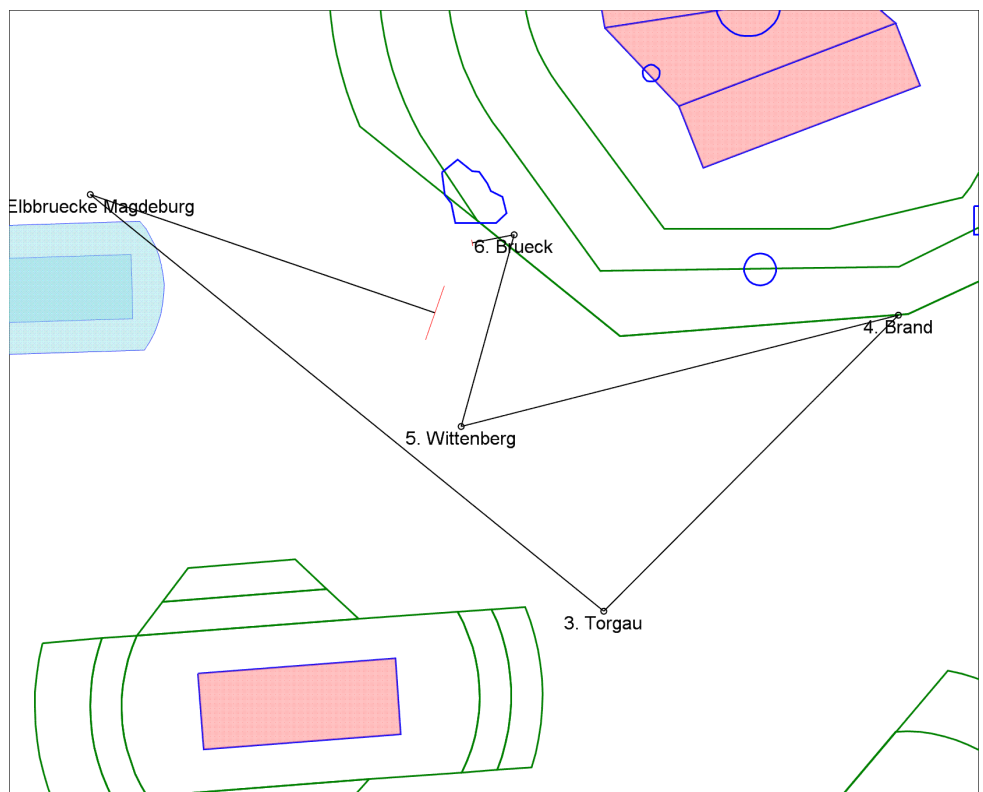 Elbbruecke Magdeburg
6. Brueck
4. Brand
5. Wittenberg
3. Torgau